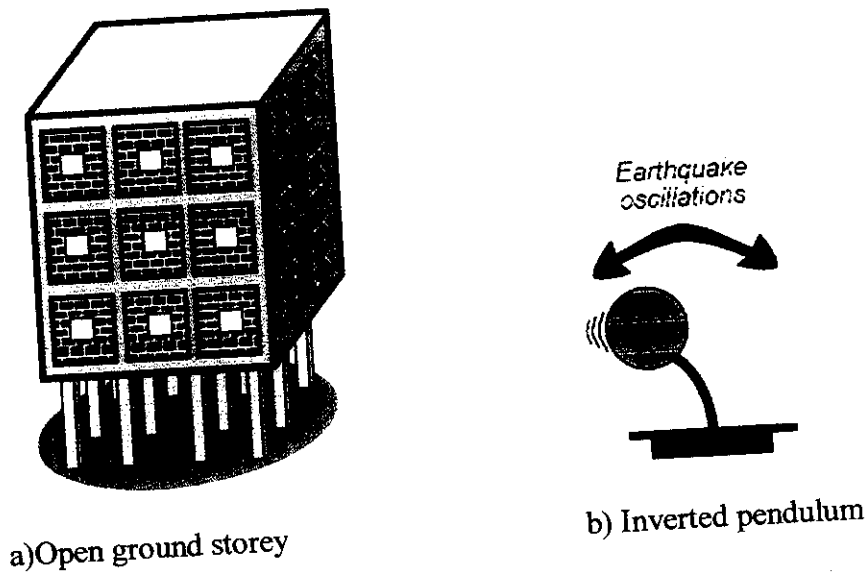 Earthquake
oscillations
a)Open ground storey
b) Inverted pendulum